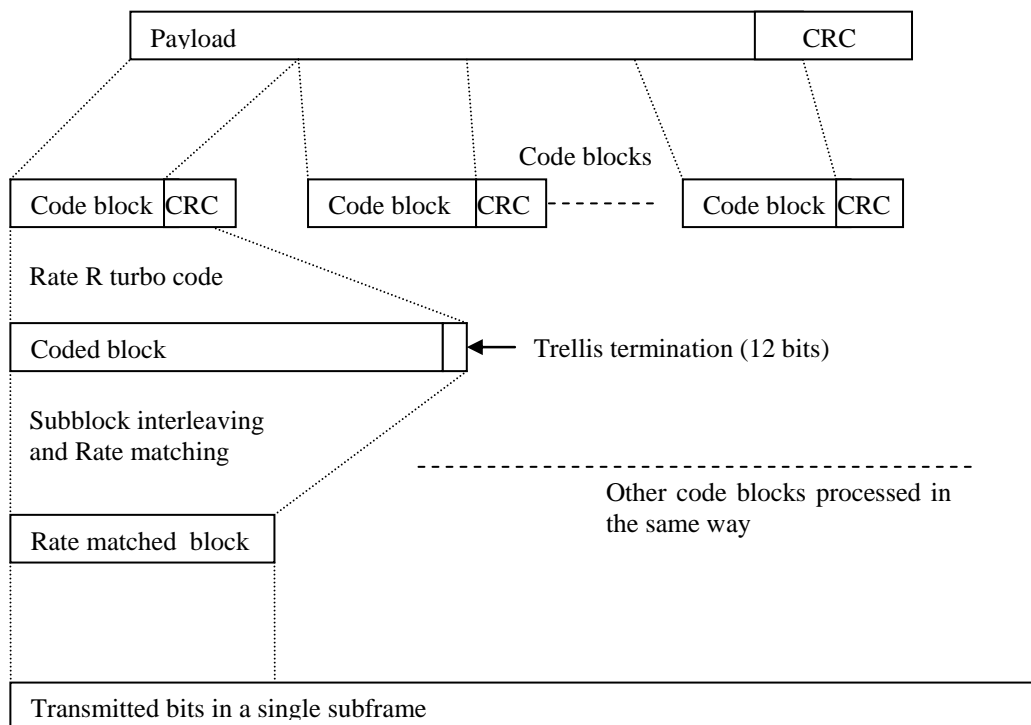 Payload
CRC
Code blocks
Code block
CRC
Code block
CRC
Code block
CRC
Rate R turbo code
Coded block
Trellis termination (12 bits)
Subblock interleaving
and Rate matching
Other code blocks processed in
the same way
Rate matched block
Transmitted bits in a single subframe